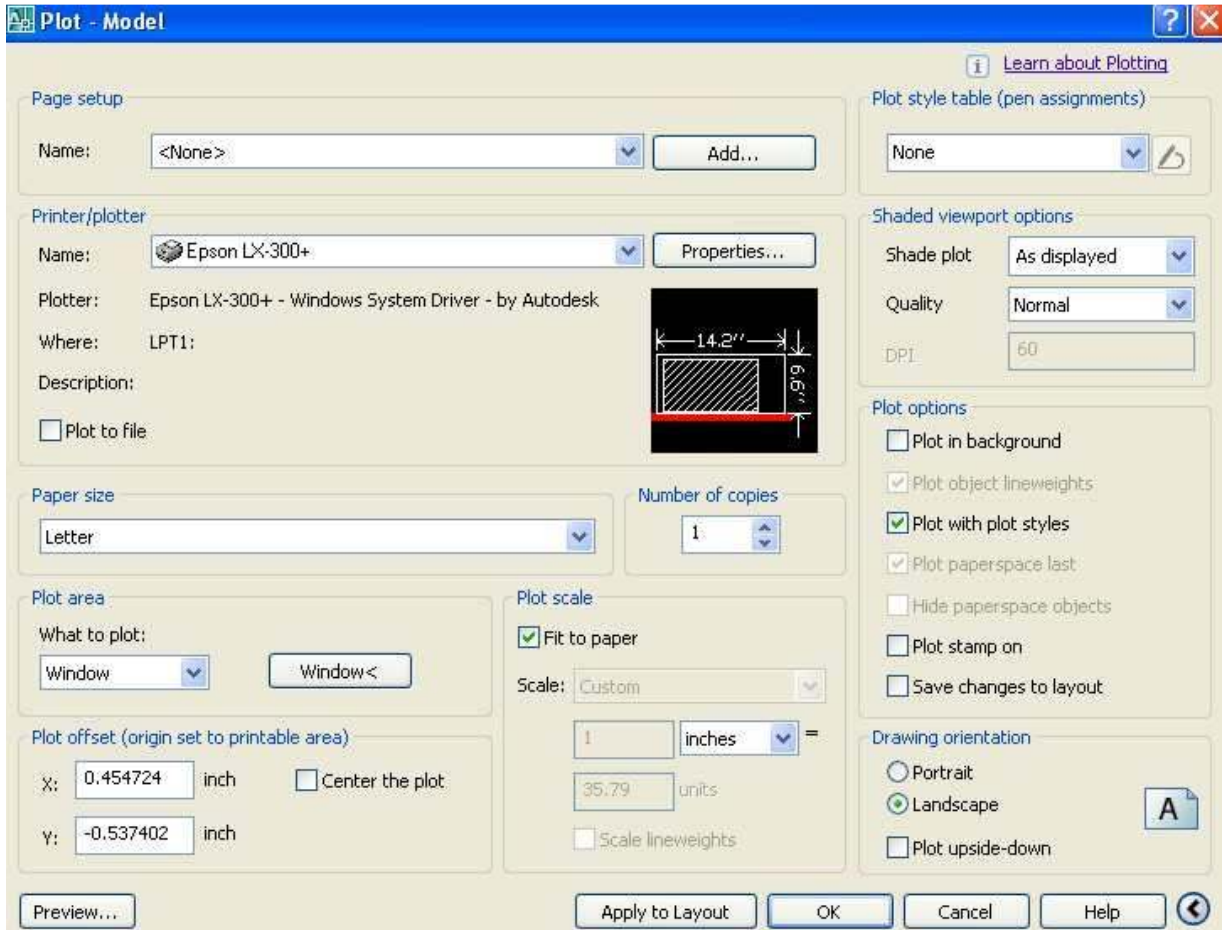 Plot - Model
Learn about Plotting
Page setup
Name: <None> Add...
Plot style table (pen assignments)
None
Printer/plotter
Name: Epson LX-300+ Properties...
Plotter: Epson LX-300+ - Windows System Driver - by Autodesk
Where: LPT1:
Description:
Plot to file
14.2''
6.6''
Shaded viewport options
Shade plot As displayed
Quality Normal
DPI 60
Paper size
Letter
Number of copies
1
Plot options
Plot in background
Plot object lineweights
Plot with plot styles
Plot paperspace last
Hide paperspace objects
Plot stamp on
Save changes to layout
Plot area
What to plot:
Window Window<
Plot scale
Fit to paper
Scale: Custom
1 inches =
35.79 units
Scale lineweights
Plot offset (origin set to printable area)
X: 0.454724 inch Center the plot
Y: -0.537402 inch
Drawing orientation
Portrait
Landscape
A
Plot upside-down
Preview... Apply to Layout OK Cancel Help